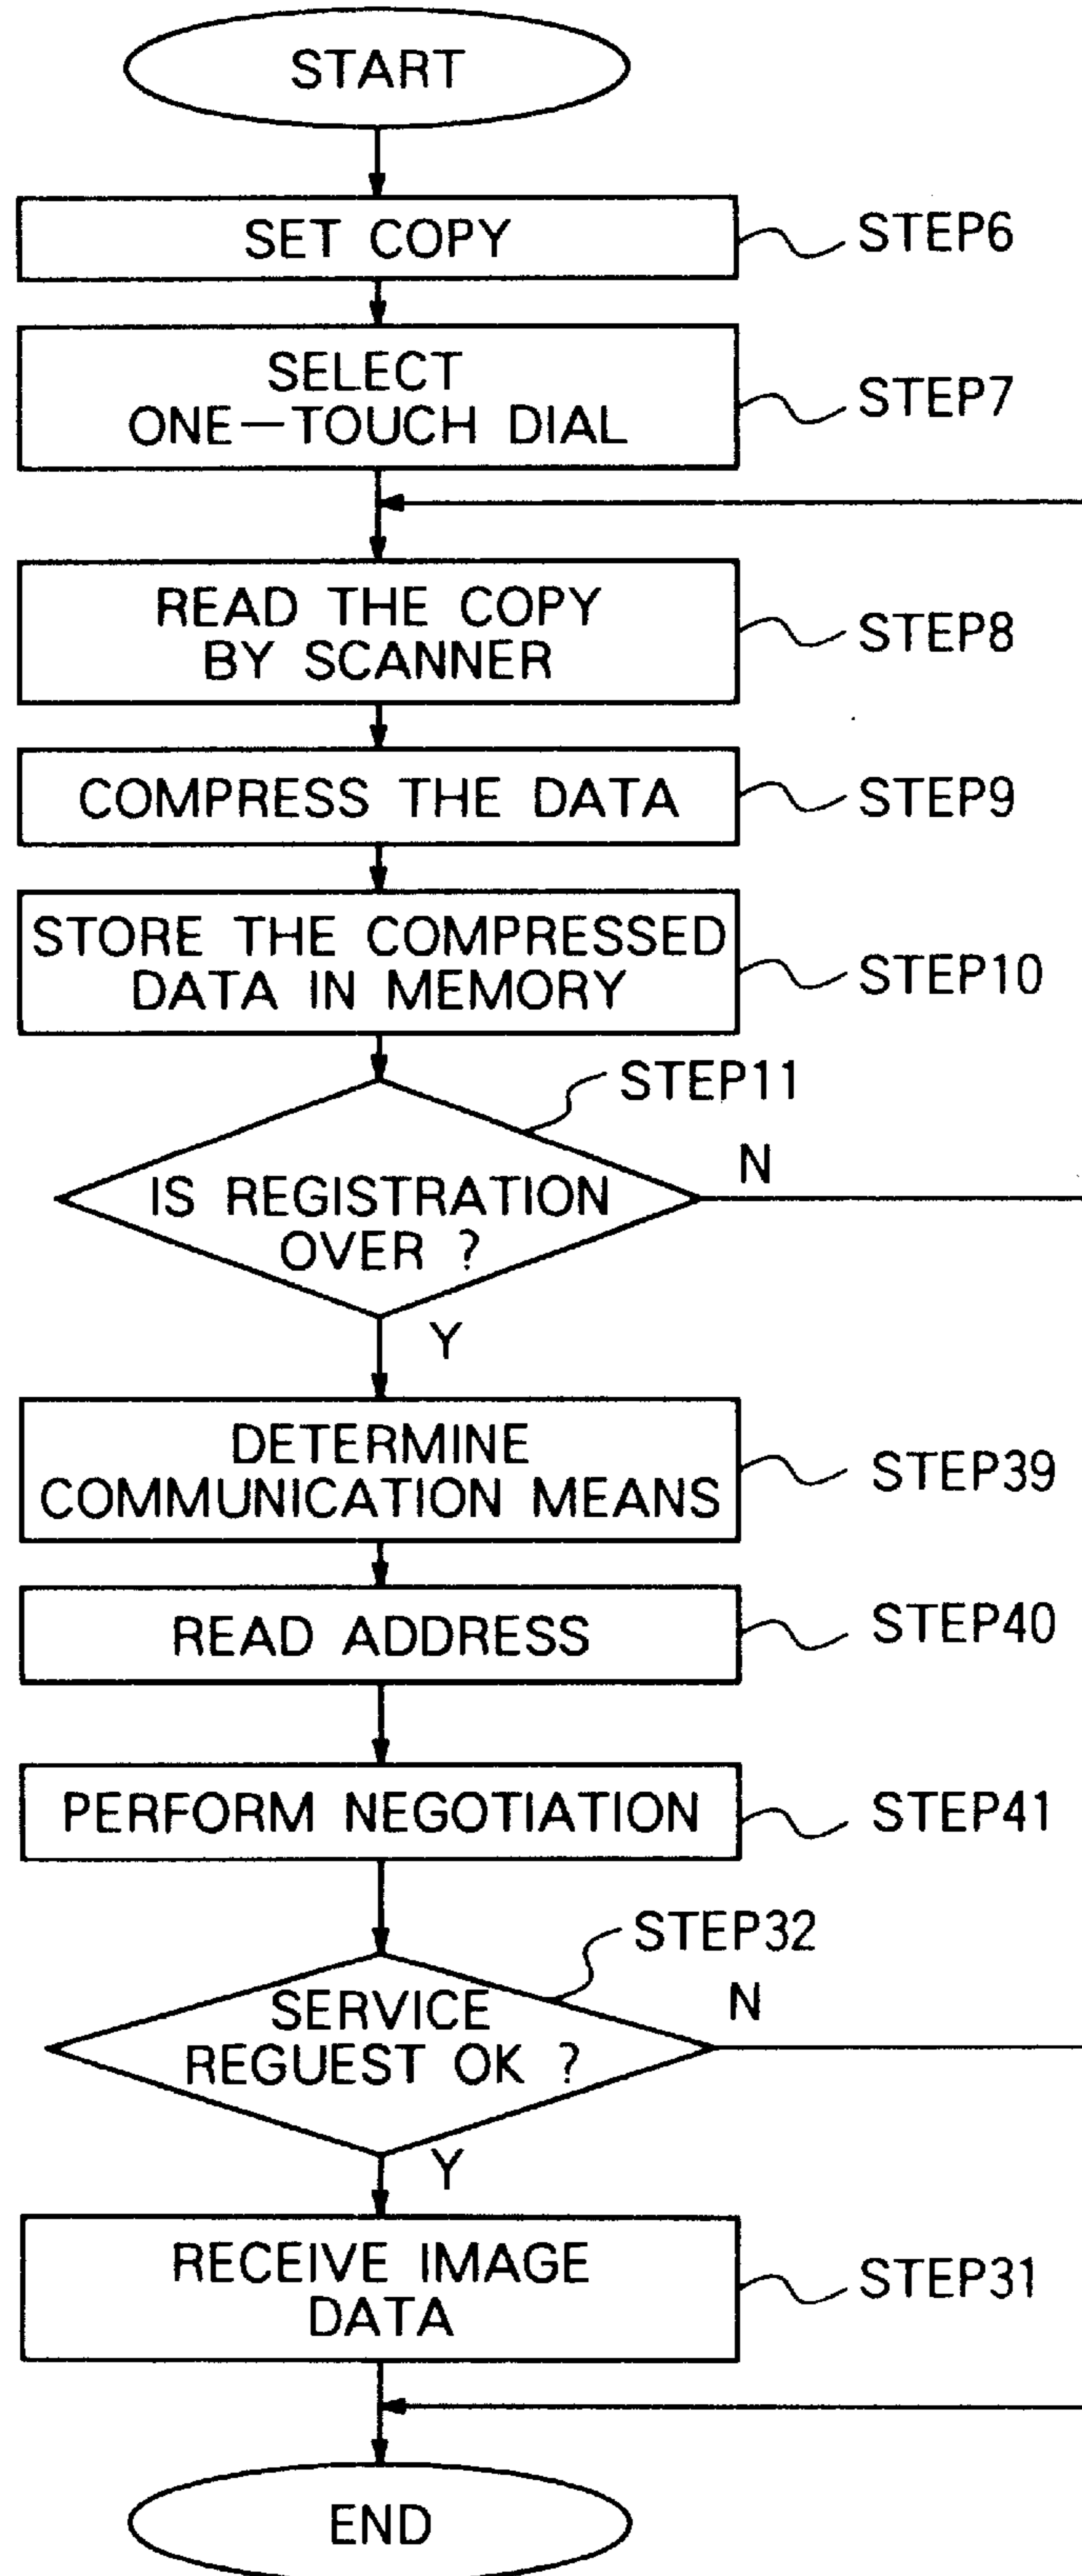 START
SET COPY
STEP6
SELECT
ONE—TOUCH DIAL
STEP7
READ THE COPY
BY SCANNER
STEP8
COMPRESS THE DATA
STEP9
STORE THE COMPRESSED
DATA IN MEMORY
STEP10
STEP11
IS REGISTRATION
OVER ?
N
Y
DETERMINE
COMMUNICATION MEANS
STEP39
READ ADDRESS
STEP40
PERFORM NEGOTIATION
STEP41
STEP32
SERVICE
REGUEST OK ?
N
Y
RECEIVE IMAGE
DATA
STEP31
END